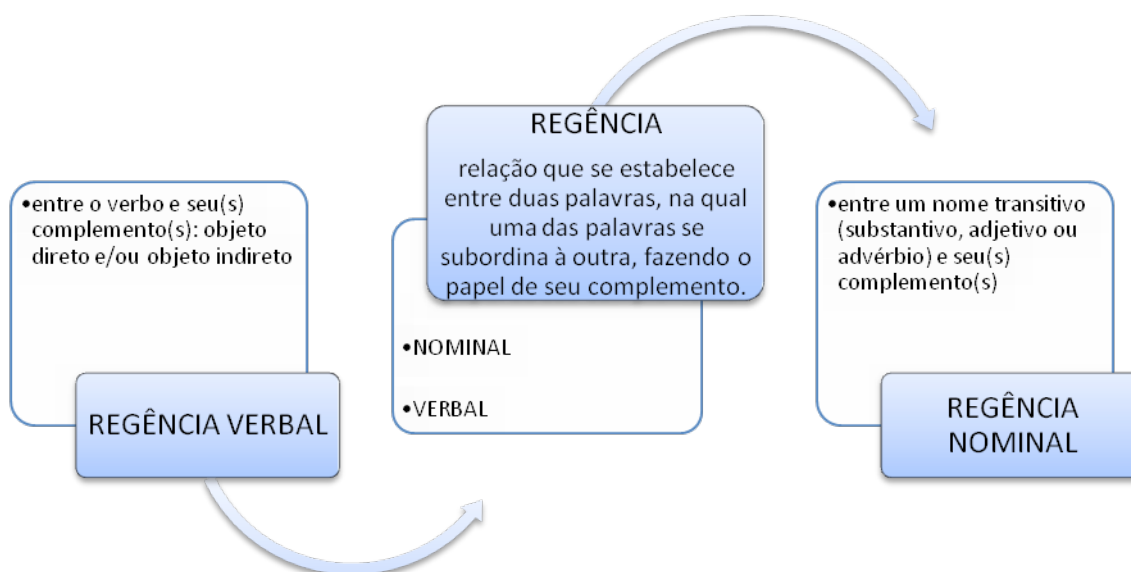 •entre o verbo e seu(s)
complemento(s): objeto
direto e/ou objeto indireto
REGÊNCIA VERBAL
REGÊNCIA
relação que se estabelece
entre duas palavras, na qual
uma das palavras se
subordina à outra, fazendo o
papel de seu complemento.
•NOMINAL
•VERBAL
•entre um nome transitivo
(substantivo, adjetivo ou
advérbio) e seu(s)
complemento(s)
REGÊNCIA
NOMINAL